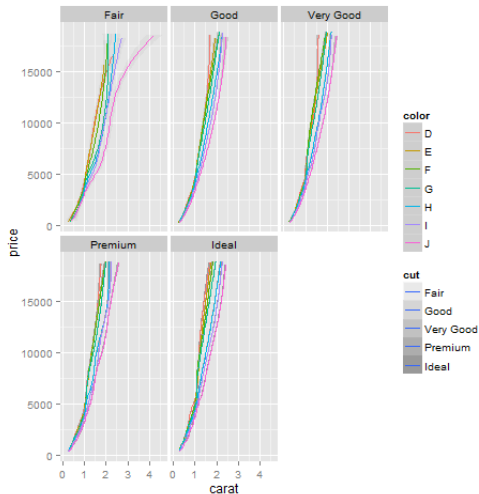 Fair Good Very Good
15000
10000
5000
0
price
Premium Ideal
15000
10000
5000
0
0 1 2 3 4 0 1 2 3 4
carat
color
D
E
F
G
H
I
J
cut
Fair
Good
Very Good
Premium
Ideal